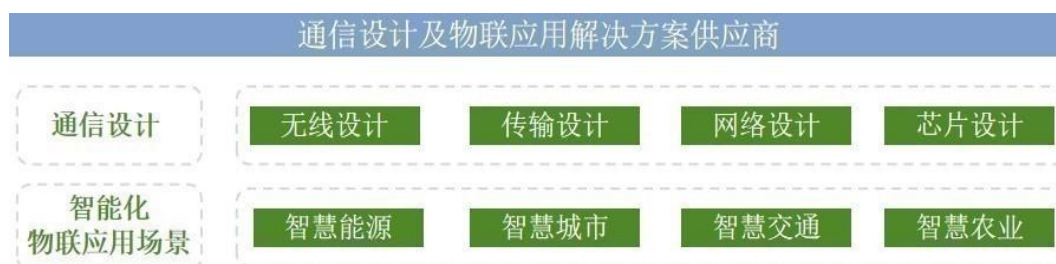 通信设计及物联应用解决方案供应商
通信设计
无线设计
传输设计
网络设计
芯片设计
智能化
物联应用场景
智慧能源
智慧城市
智慧交通
智慧农业